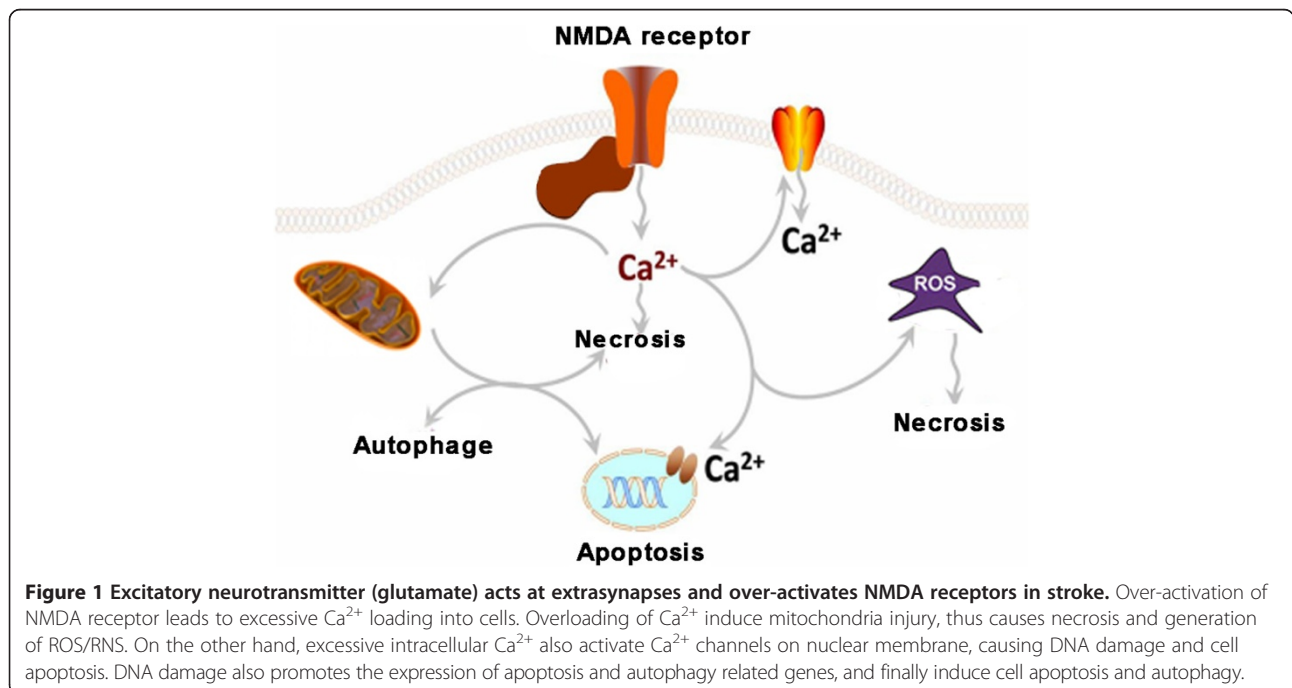 NMDA receptor
Ca²⁺
Ca²⁺
ROS
Necrosis
Necrosis
Autophage
Ca²⁺
Apoptosis
Figure 1 Excitatory neurotransmitter (glutamate) acts at extrasynapses and over-activates NMDA receptors in stroke. Over-activation of
NMDA receptor leads to excessive Ca²⁺ loading into cells. Overloading of Ca²⁺ induce mitochondria injury, thus causes necrosis and generation
of ROS/RNS. On the other hand, excessive intracellular Ca²⁺ also activate Ca²⁺ channels on nuclear membrane, causing DNA damage and cell
apoptosis. DNA damage also promotes the expression of apoptosis and autophagy related genes, and finally induce cell apoptosis and autophagy.